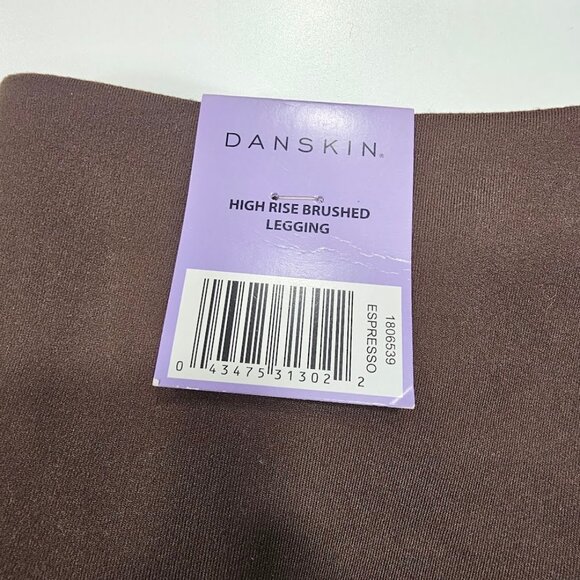 DANSKIN®
HIGH RISE BRUSHED
LEGGING
0 43475 31302 2
1806539
ESPRESSO